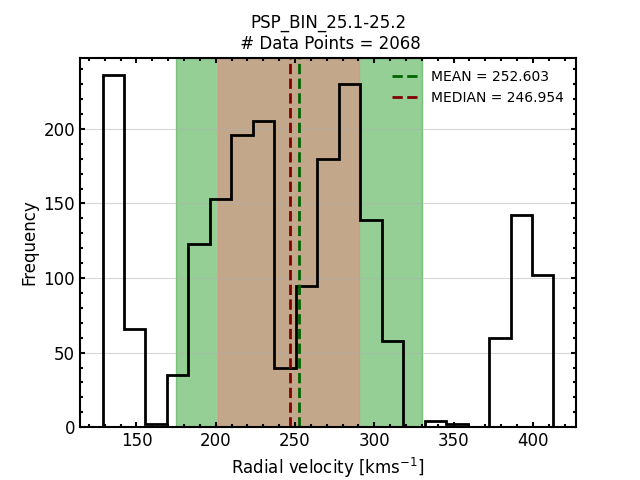 PSP_BIN_25.1-25.2
# Data Points = 2068
MEAN = 252.603
MEDIAN = 246.954
Frequency
200
150
100
50
0
150 200 250 300 350 400
Radial velocity [kms⁻¹]